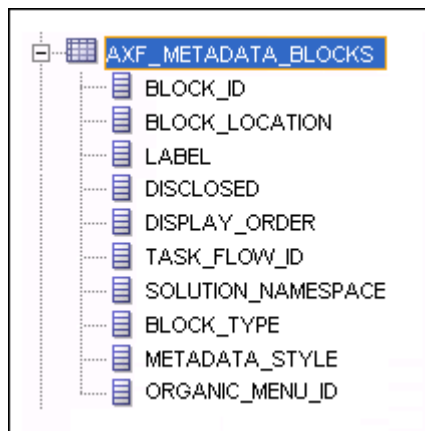 AXF_METADATA_BLOCKS
BLOCK_ID
BLOCK_LOCATION
LABEL
DISCLOSED
DISPLAY_ORDER
TASK_FLOW_ID
SOLUTION_NAMESPACE
BLOCK_TYPE
METADATA_STYLE
ORGANIC_MENU_ID